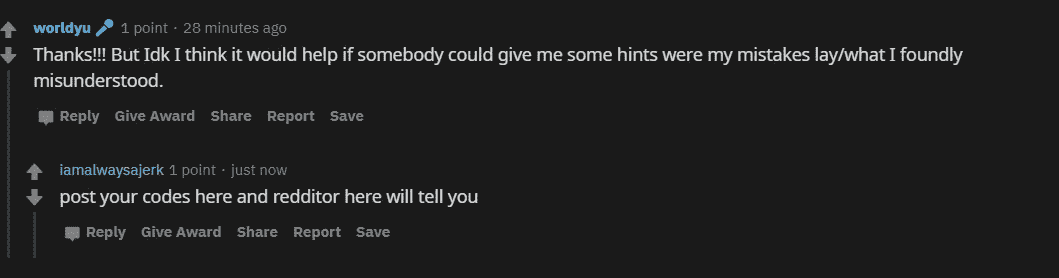 worldyu 1 point · 28 minutes ago
Thanks!!! But Idk I think it would help if somebody could give me some hints were my mistakes lay/what I foundly
misunderstood.
Reply Give Award Share Report Save
iamalwaysajerk 1 point · just now
post your codes here and redditor here will tell you
Reply Give Award Share Report Save